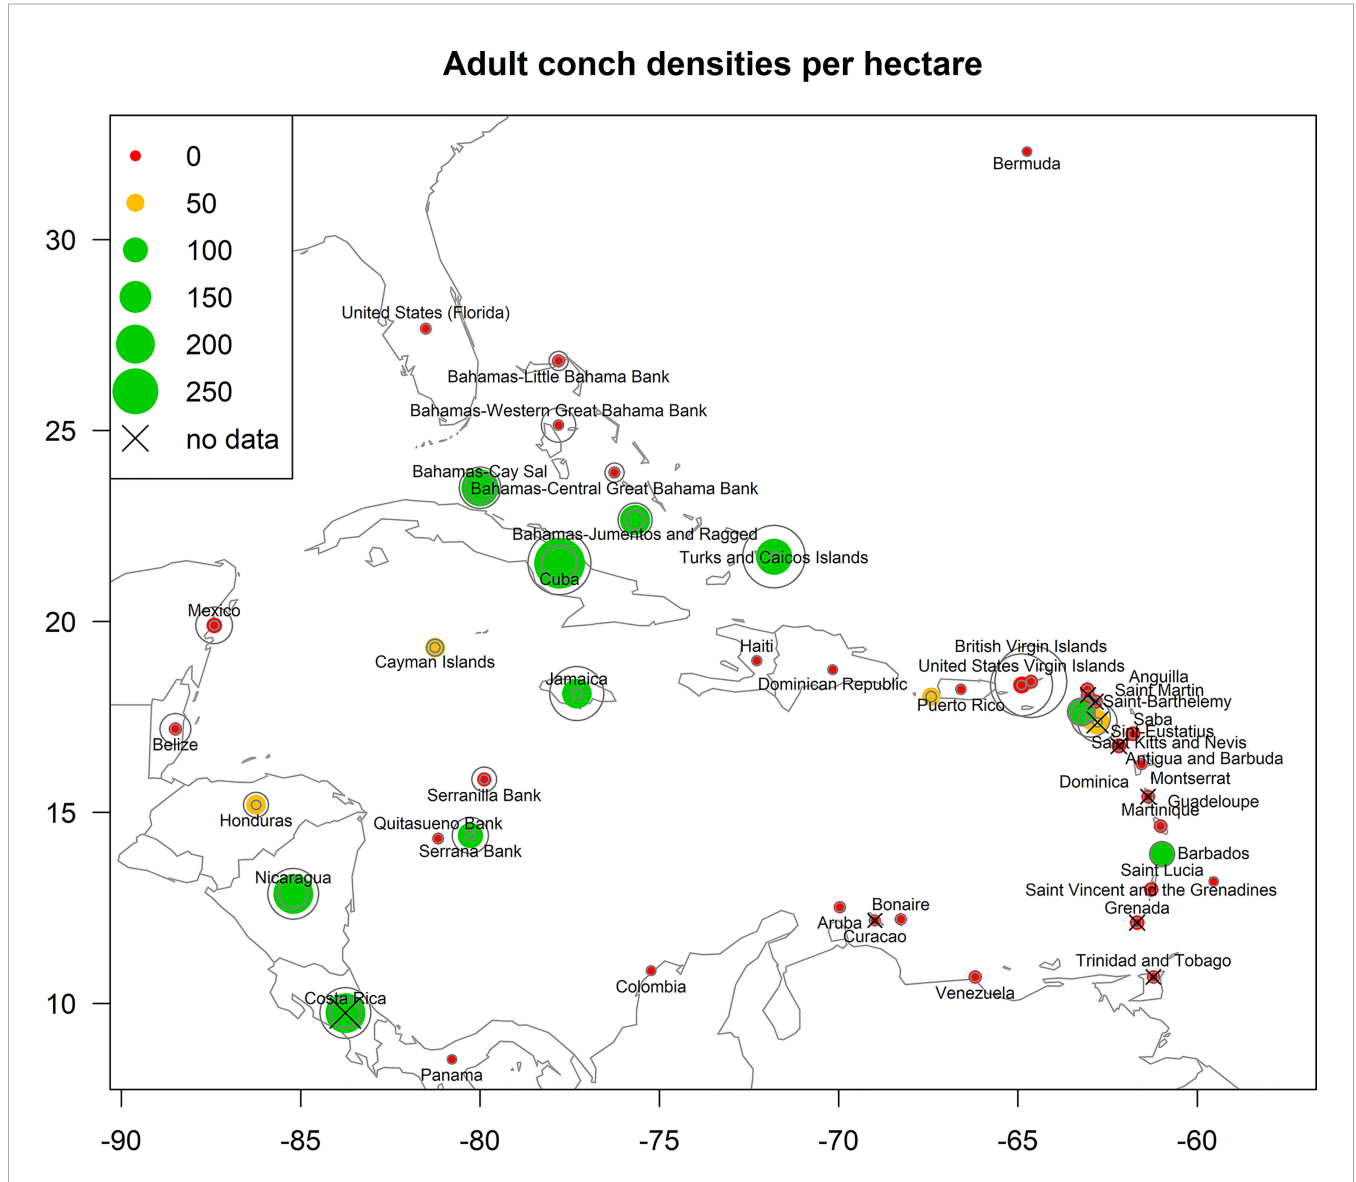 Adult conch densities per hectare
0
50
100
150
200
250
no data
30
25
20
15
10
Bermuda
United States (Florida)
Bahamas-Little Bahama Bank
Bahamas-Western Great Bahama Bank
Bahamas-Cay Sal
Bahamas-Central Great Bahama Bank
Bahamas-Jumentos and Ragged
Turks and Caicos Islands
Cuba
Mexico
Cayman Islands
Haiti
Jamaica
Dominican Republic
British Virgin Islands
United States Virgin Islands
Puerto Rico
Anguilla
Saint Martin
Saint-Barthelemy
Saba
Sint-Eustatius
Saint Kitts and Nevis
Antigua and Barbuda
Montserrat
Dominica
Guadeloupe
Martinique
Belize
Serranilla Bank
Honduras
Quitasueno Bank
Serrana Bank
Barbados
Saint Lucia
Nicaragua
Saint Vincent and the Grenadines
Bonaire
Grenada
Aruba
Curacao
Trinidad and Tobago
Colombia
Venezuela
Costa Rica
Panama
-90
-85
-80
-75
-70
-65
-60